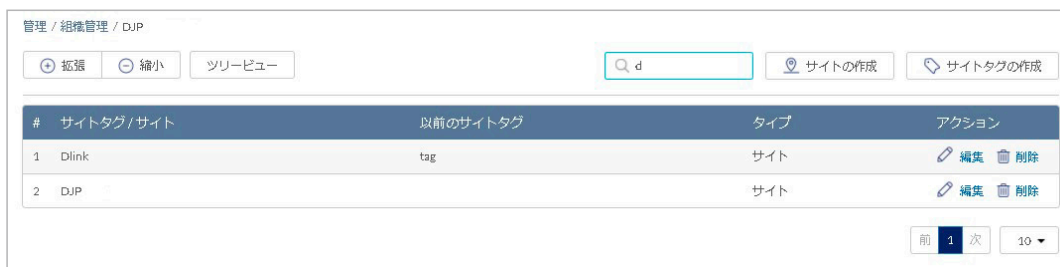 管理 / 組織管理 / DJP
拡張 縮小 ツリービュー d サイトの作成 サイトタグの作成
# サイトタグ/サイト 以前のサイトタグ タイプ アクション
1 Dlink tag サイト 編集 削除
2 DJP サイト 編集 削除
前 1 次 10